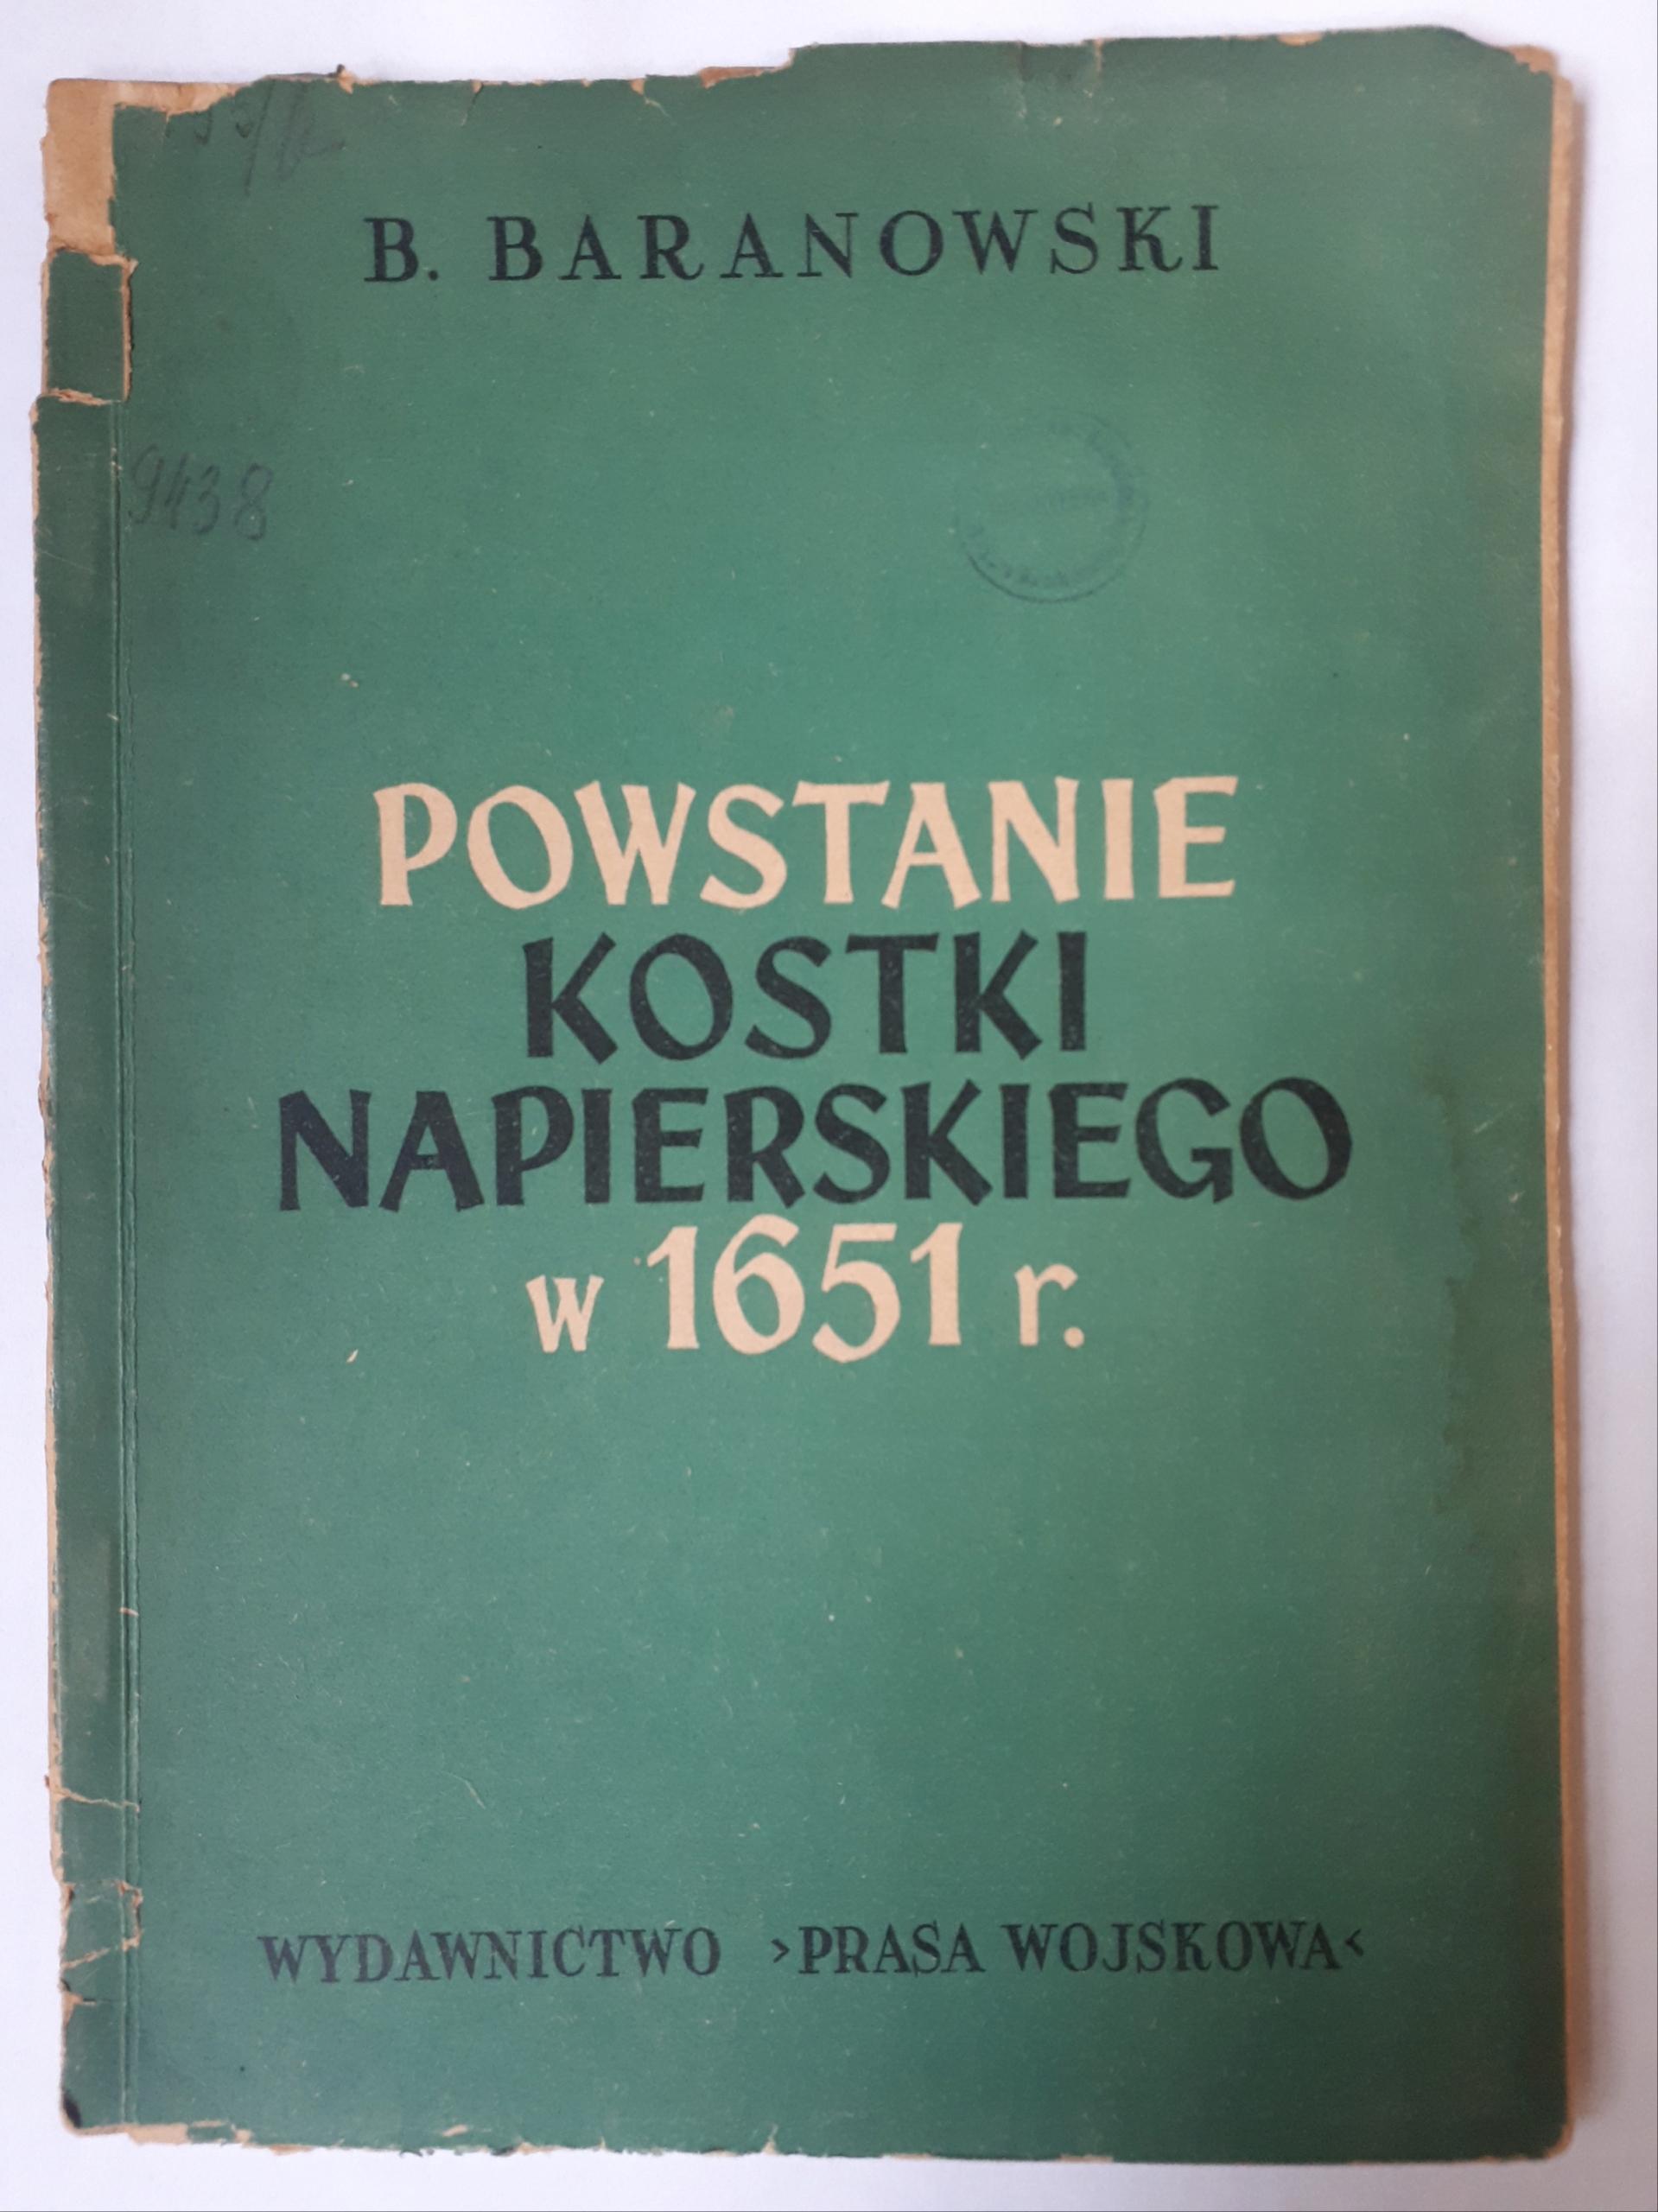 B. BARANOWSKI
9438
POWSTANIE
KOSTKI
NAPIERSKIEGO
w 1651 r.
WYDAWNICTWO >PRASA WOJSKOWA<